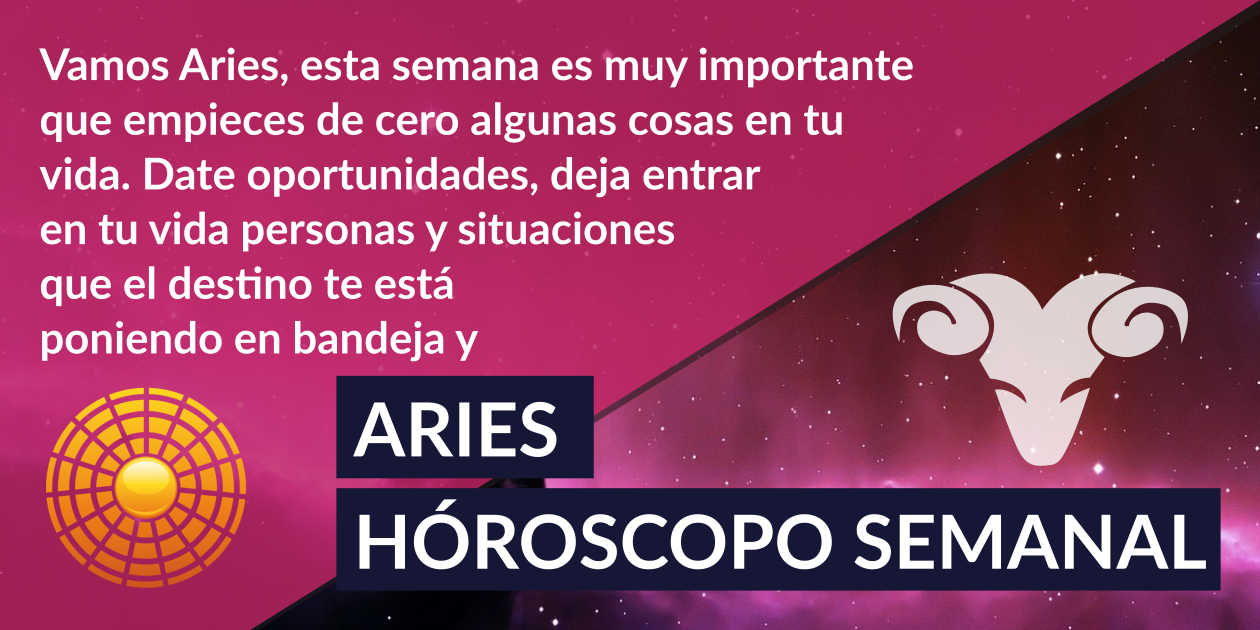 Vamos Aries, esta semana es muy importante
que empieces de cero algunas cosas en tu
vida. Date oportunidades, deja entrar
en tu vida personas y situaciones
que el destino te está
poniendo en bandeja y
ARIES
HÓROSCOPO SEMANAL